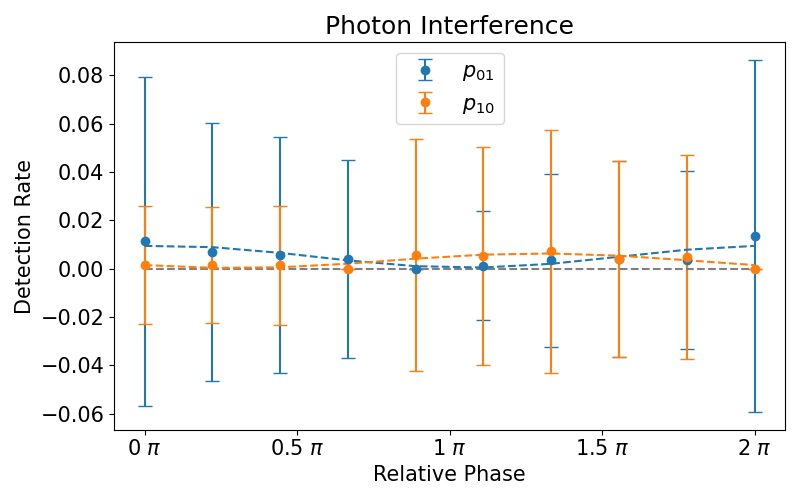 Photon Interference
p01
p10
Detection Rate
0.08
0.06
0.04
0.02
0.00
−0.02
−0.04
−0.06
0 π
0.5 π
1 π
1.5 π
2 π
Relative Phase